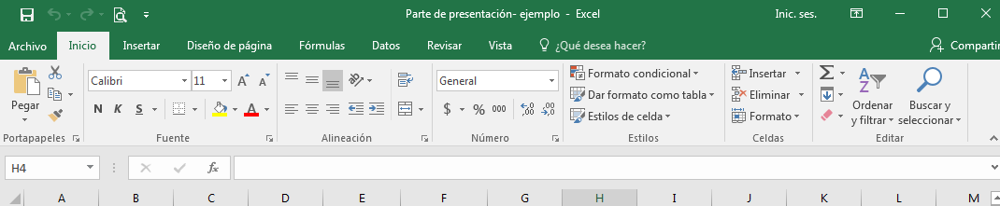 Parte de presentación- ejemplo - Excel Inic. ses.
Archivo Inicio Insertar Diseño de página Fórmulas Datos Revisar Vista ¿Qué desea hacer? Compartir
Pegar
Portapapeles
Calibri 11
N K S
Fuente
Alineación
General
$ % 000
Número
Formato condicional
Dar formato como tabla
Estilos de celda
Estilos
Insertar
Eliminar
Formato
Celdas
Ordenar y filtrar
Buscar y seleccionar
Editar
H4 fx
A B C D E F G H I J K L M